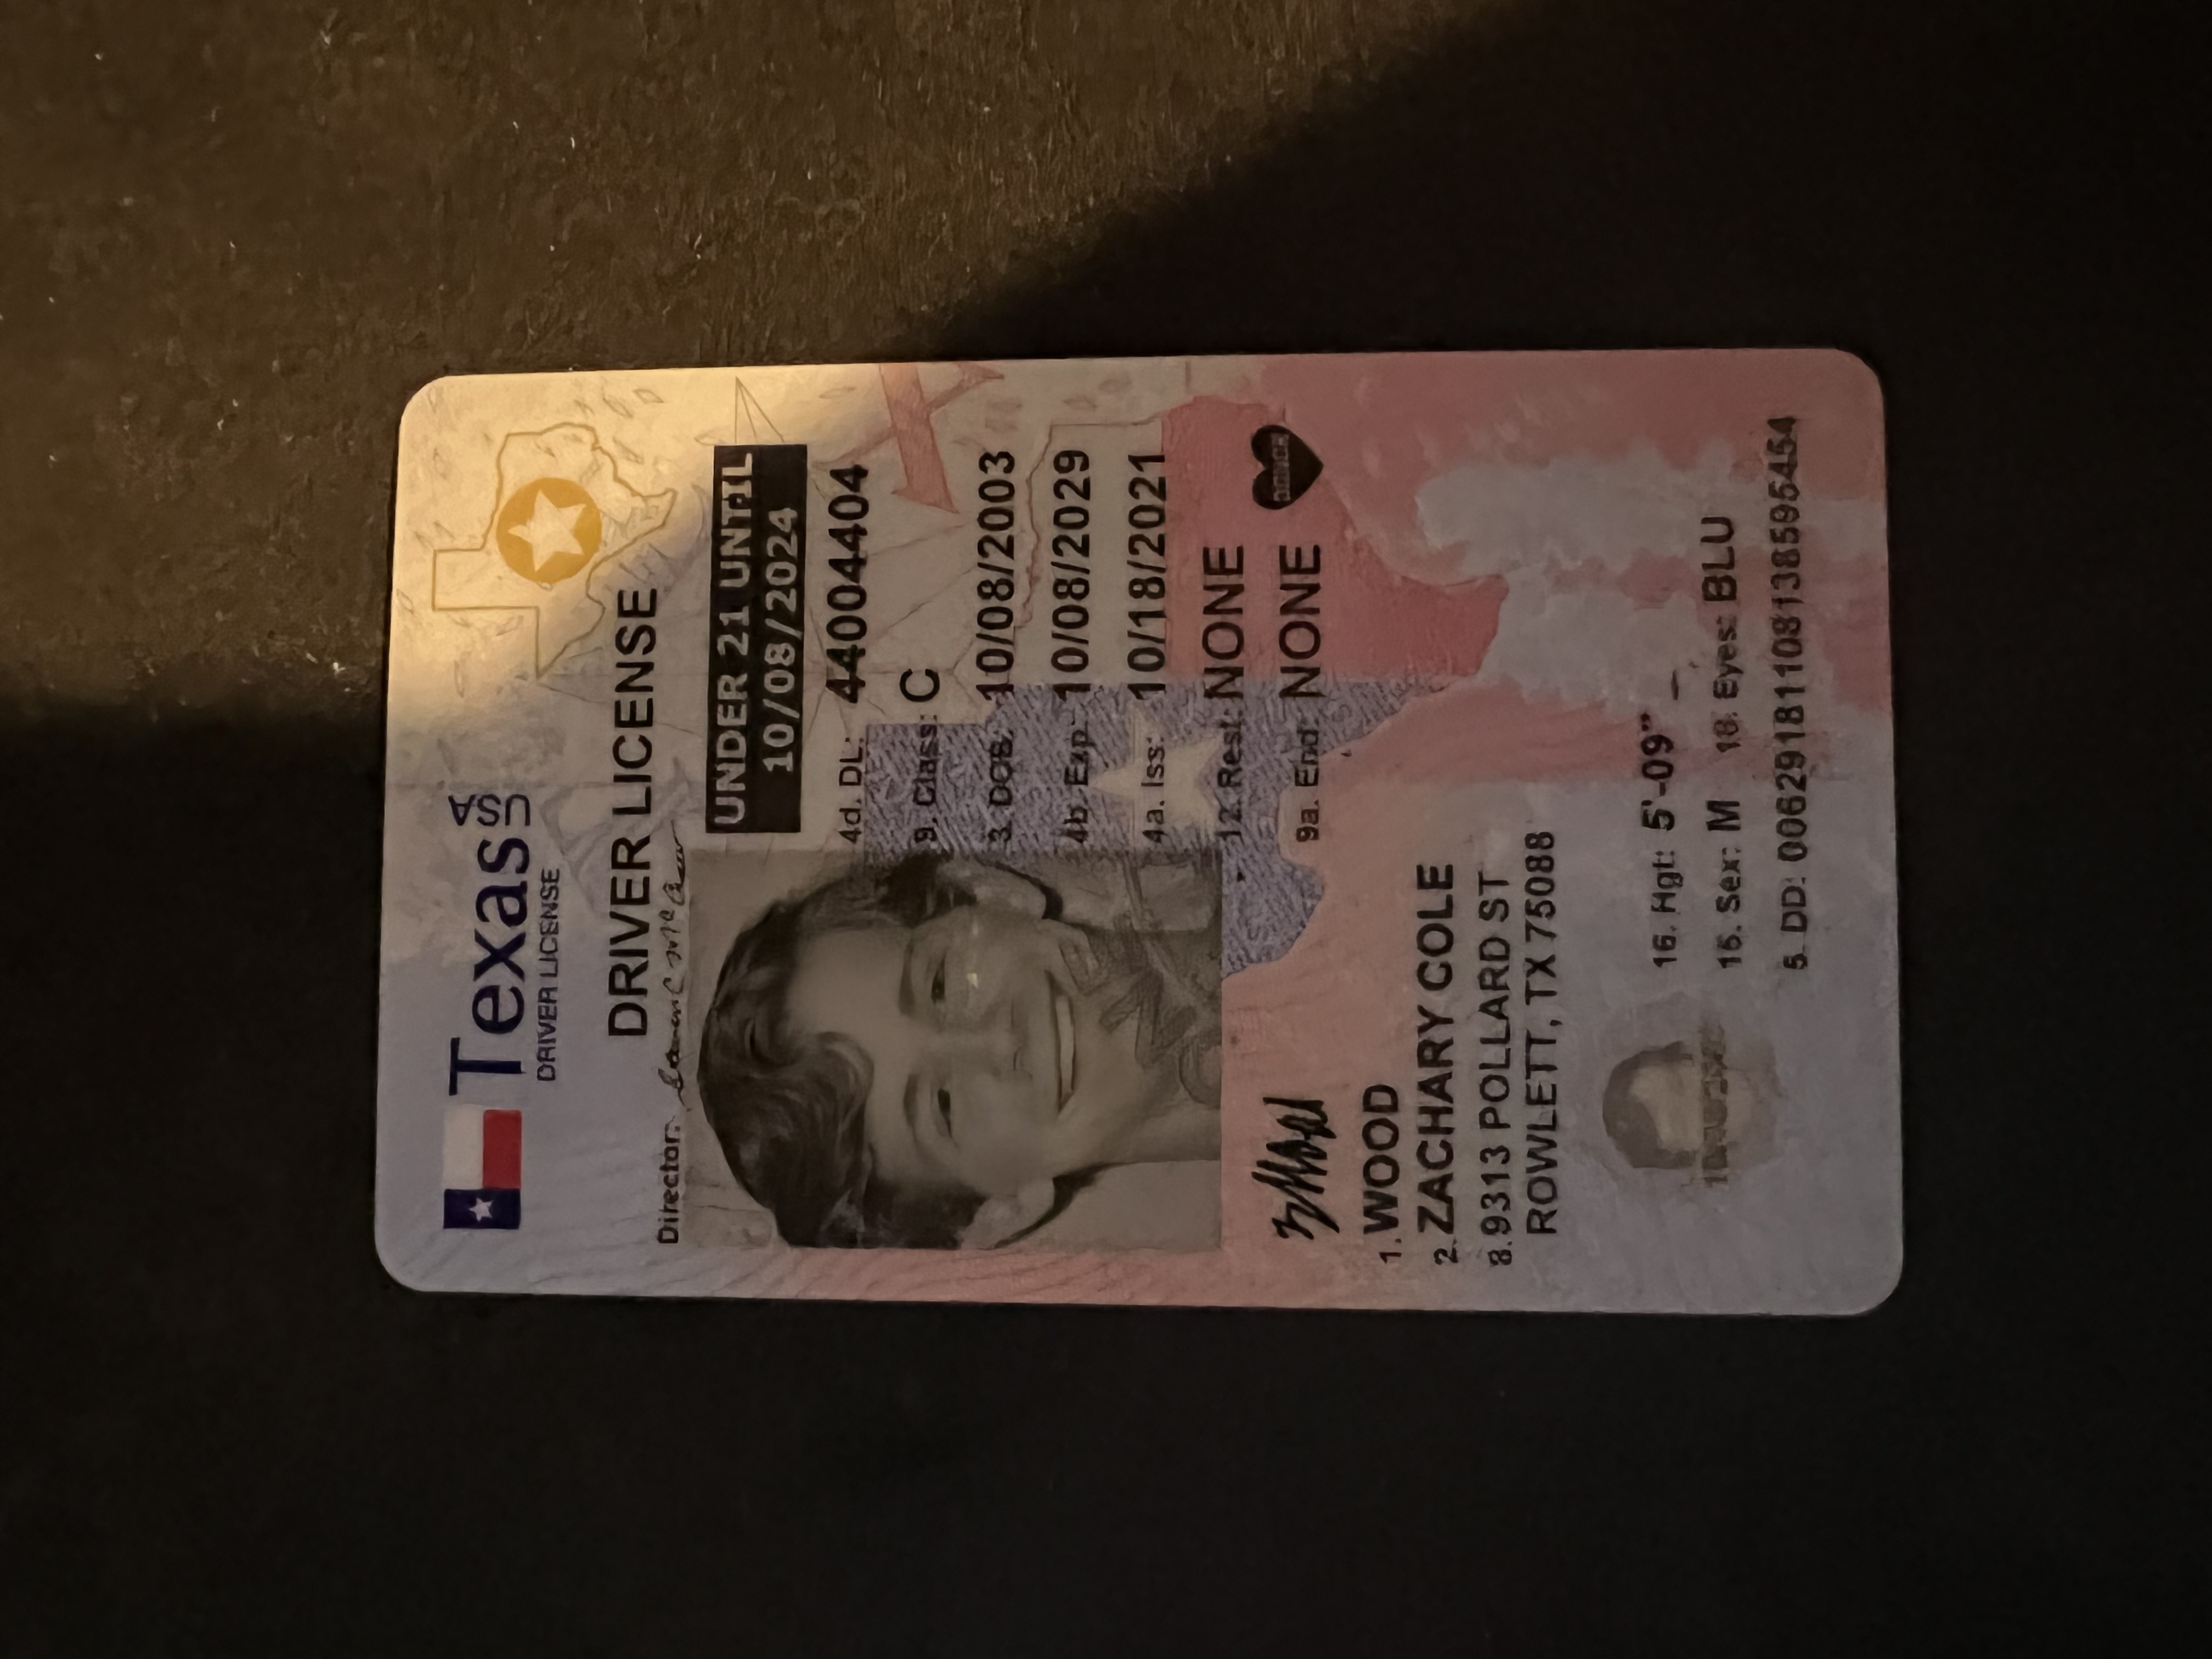 Texas USA
DRIVER LICENSE
DRIVER LICENSE
Director:
UNDER 21 UNTIL
10/08/2024
4d. DL: 44004404
9. Class: C
3. DOB: 10/08/2003
4b. Exp: 10/08/2029
4a. Iss: 10/18/2021
12. Rest: NONE
9a. End: NONE
DONOR
1. WOOD
2. ZACHARY COLE
8. 9313 POLLARD ST
ROWLETT, TX 75088
16. Hgt: 5'-09"
15. Sex: M 18. Eyes: BLU
5. DD: 00629181108138595454